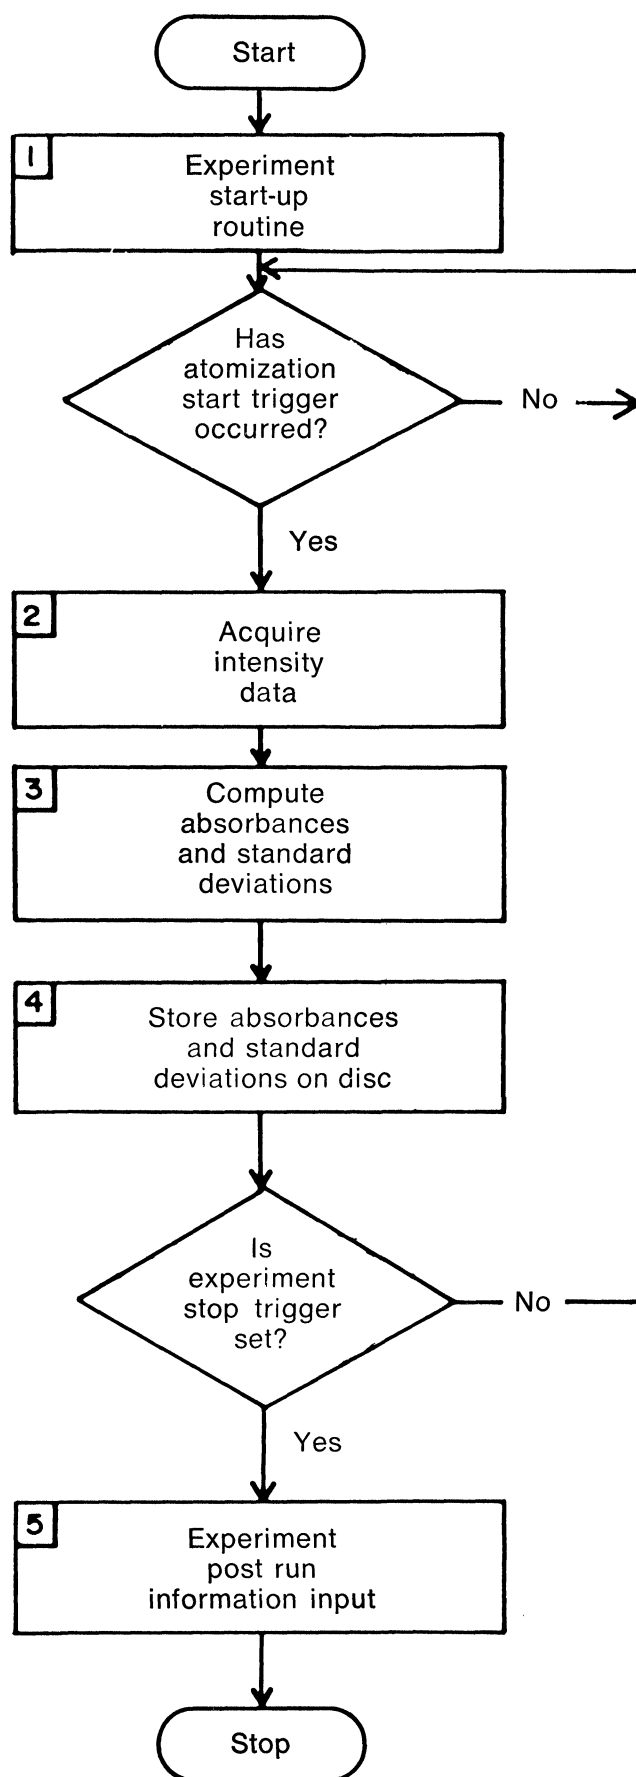 Start
1
Experiment
start-up
routine
Has
atomization
start trigger
occurred?
No
Yes
2
Acquire
intensity
data
3
Compute
absorbances
and standard
deviations
4
Store absorbances
and standard
deviations on disc
Is
experiment
stop trigger
set?
No
Yes
5
Experiment
post run
information input
Stop